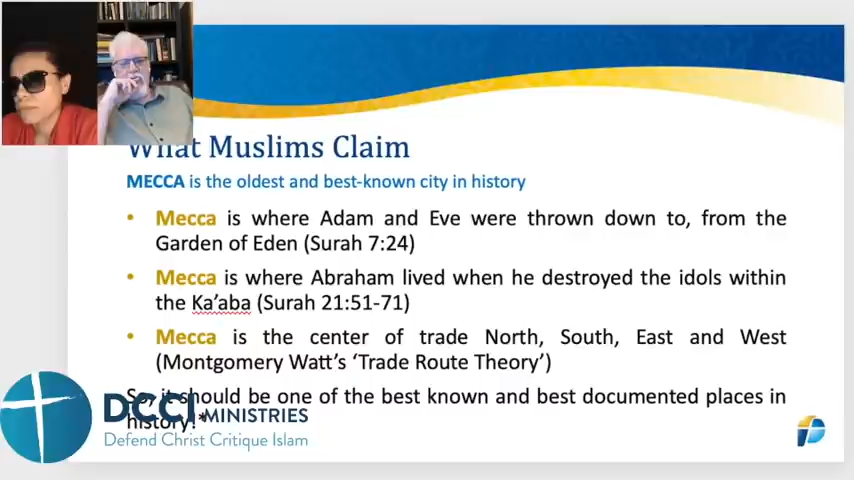 What Muslims Claim
MECCA is the oldest and best-known city in history
• Mecca is where Adam and Eve were thrown down to, from the
Garden of Eden (Surah 7:24)
• Mecca is where Abraham lived when he destroyed the idols within
the Ka’aba (Surah 21:51-71)
• Mecca is the center of trade North, South, East and West
(Montgomery Watt’s ‘Trade Route Theory’)
So, it should be one of the best known and best documented places in
history!*
DCCI MINISTRIES
Defend Christ Critique Islam